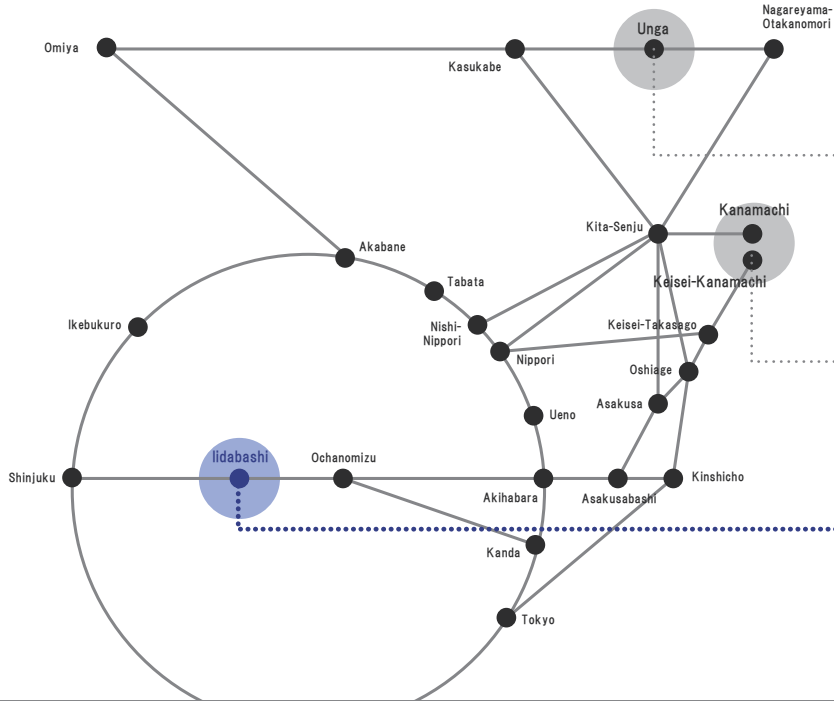 Nagareyama-
Otakanomori
Unga
Omiya
Kasukabe
Kanamachi
Kita-Senju
Akabane
Keisei-Kanamachi
Tabata
Ikebukuro
Nishi-
Nippori
Keisei-Takasago
Nippori
Oshiage
Asakusa
Ueno
Iidabashi
Ochanomizu
Shinjuku
Kinshicho
Akihabara
Asakusabashi
Kanda
Tokyo